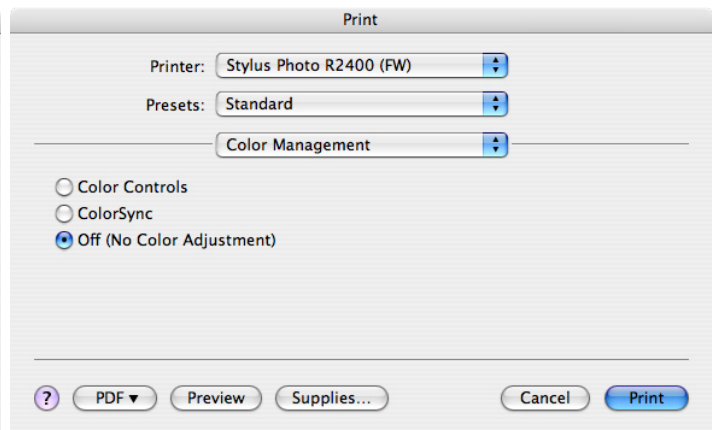 Print
Printer: Stylus Photo R2400 (FW)
Presets: Standard
Color Management
Color Controls
ColorSync
Off (No Color Adjustment)
? PDF ▼ Preview Supplies... Cancel Print